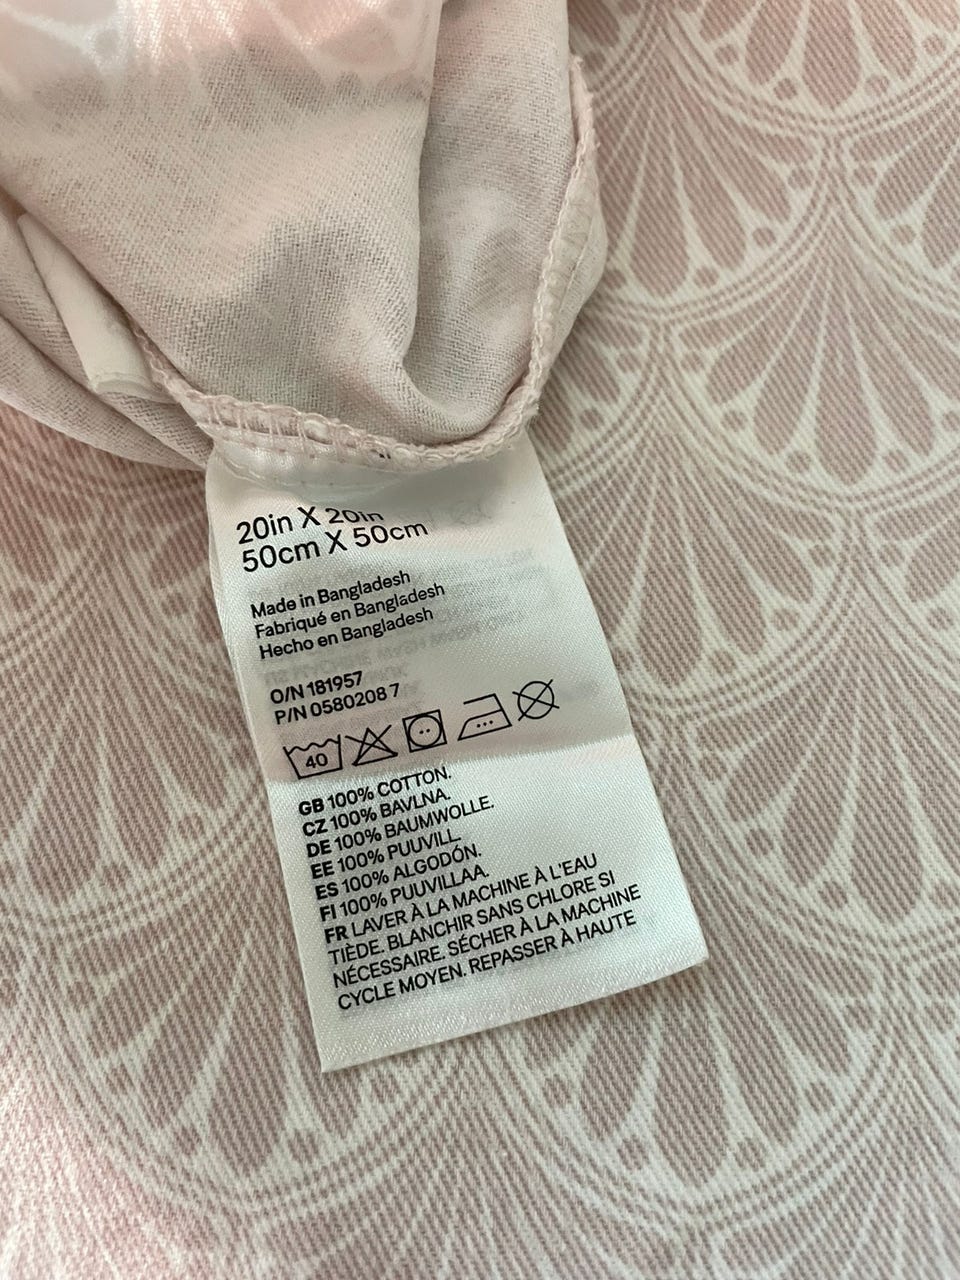 20in X 20in
50cm X 50cm
Made in Bangladesh
Fabriqué en Bangladesh
Hecho en Bangladesh
O/N 181957
P/N 0580208 7
40
GB 100% COTTON.
CZ 100% BAVLNA.
DE 100% BAUMWOLLE.
EE 100% PUUVILL.
ES 100% ALGODÓN.
FI 100% PUUVILLAA.
FR LAVER À LA MACHINE À L'EAU
TIÈDE. BLANCHIR SANS CHLORE SI
NÉCESSAIRE. SÉCHER À LA MACHINE
CYCLE MOYEN. REPASSER À HAUTE